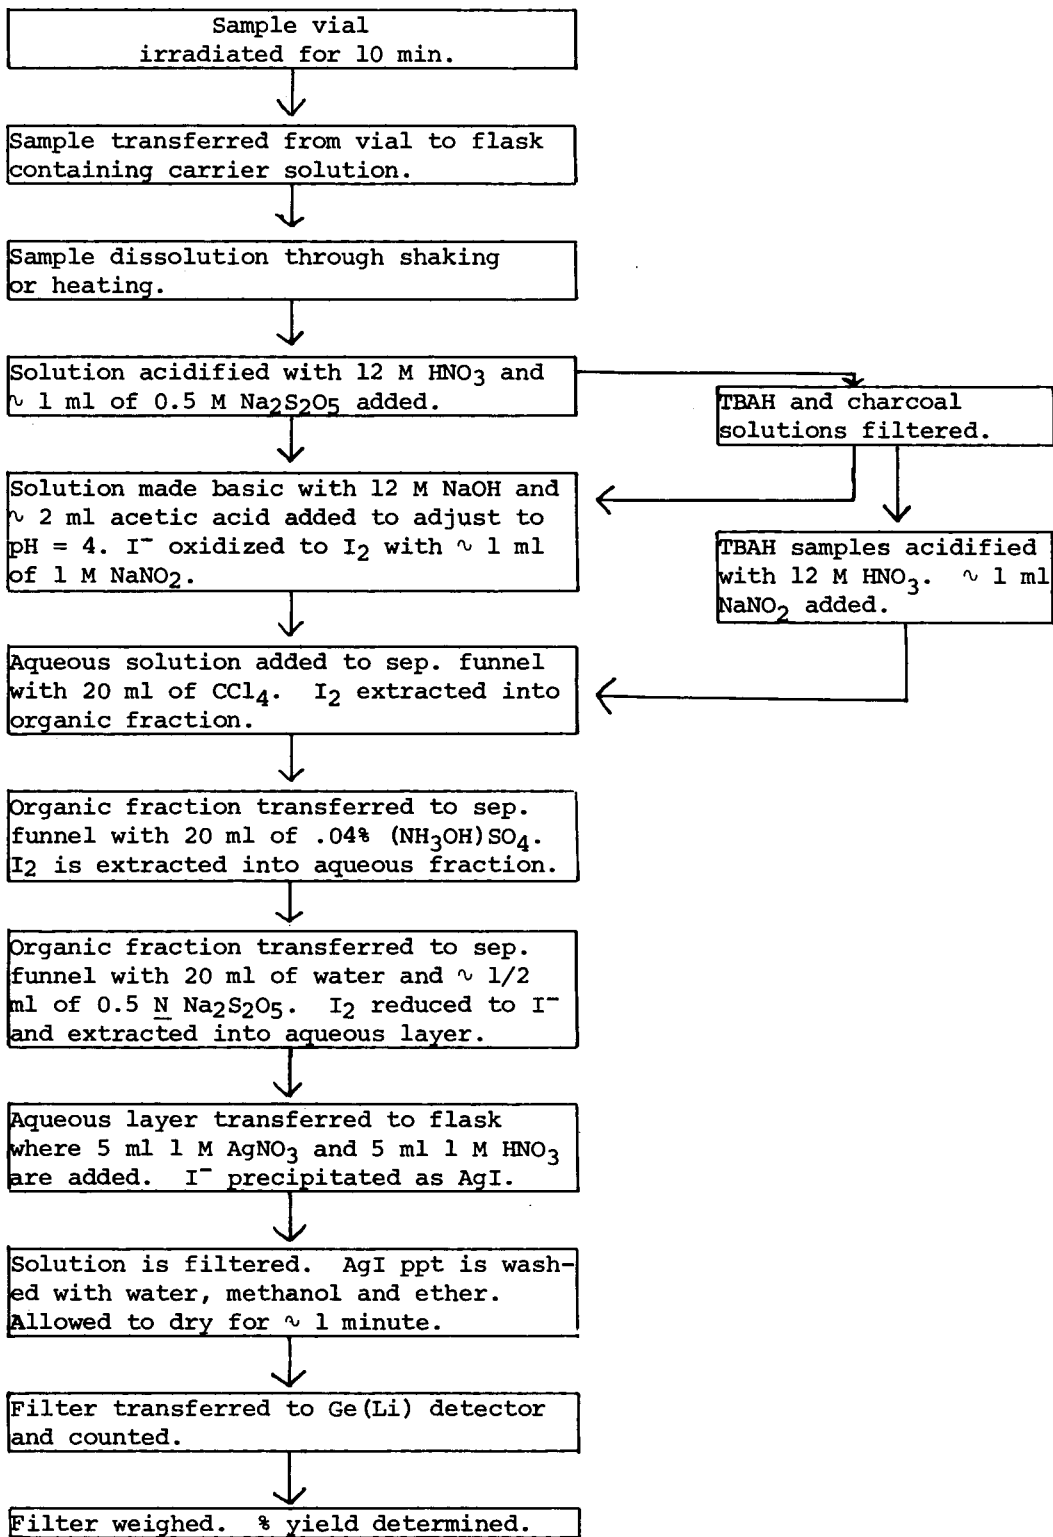 Sample vial
irradiated for 10 min.
Sample transferred from vial to flask
containing carrier solution.
Sample dissolution through shaking
or heating.
Solution acidified with 12 M HNO₃ and
~ 1 ml of 0.5 M Na₂S₂O₅ added.
TBAH and charcoal
solutions filtered.
Solution made basic with 12 M NaOH and
~ 2 ml acetic acid added to adjust to
pH = 4. I⁻ oxidized to I₂ with ~ 1 ml
of 1 M NaNO₂.
TBAH samples acidified
with 12 M HNO₃. ~ 1 ml
NaNO₂ added.
Aqueous solution added to sep. funnel
with 20 ml of CCl₄. I₂ extracted into
organic fraction.
Organic fraction transferred to sep.
funnel with 20 ml of .04% (NH₃OH)SO₄.
I₂ is extracted into aqueous fraction.
Organic fraction transferred to sep.
funnel with 20 ml of water and ~ 1/2
ml of 0.5 N Na₂S₂O₅. I₂ reduced to I⁻
and extracted into aqueous layer.
Aqueous layer transferred to flask
where 5 ml 1 M AgNO₃ and 5 ml 1 M HNO₃
are added. I⁻ precipitated as AgI.
Solution is filtered. AgI ppt is wash-
ed with water, methanol and ether.
Allowed to dry for ~ 1 minute.
Filter transferred to Ge(Li) detector
and counted.
Filter weighed. % yield determined.